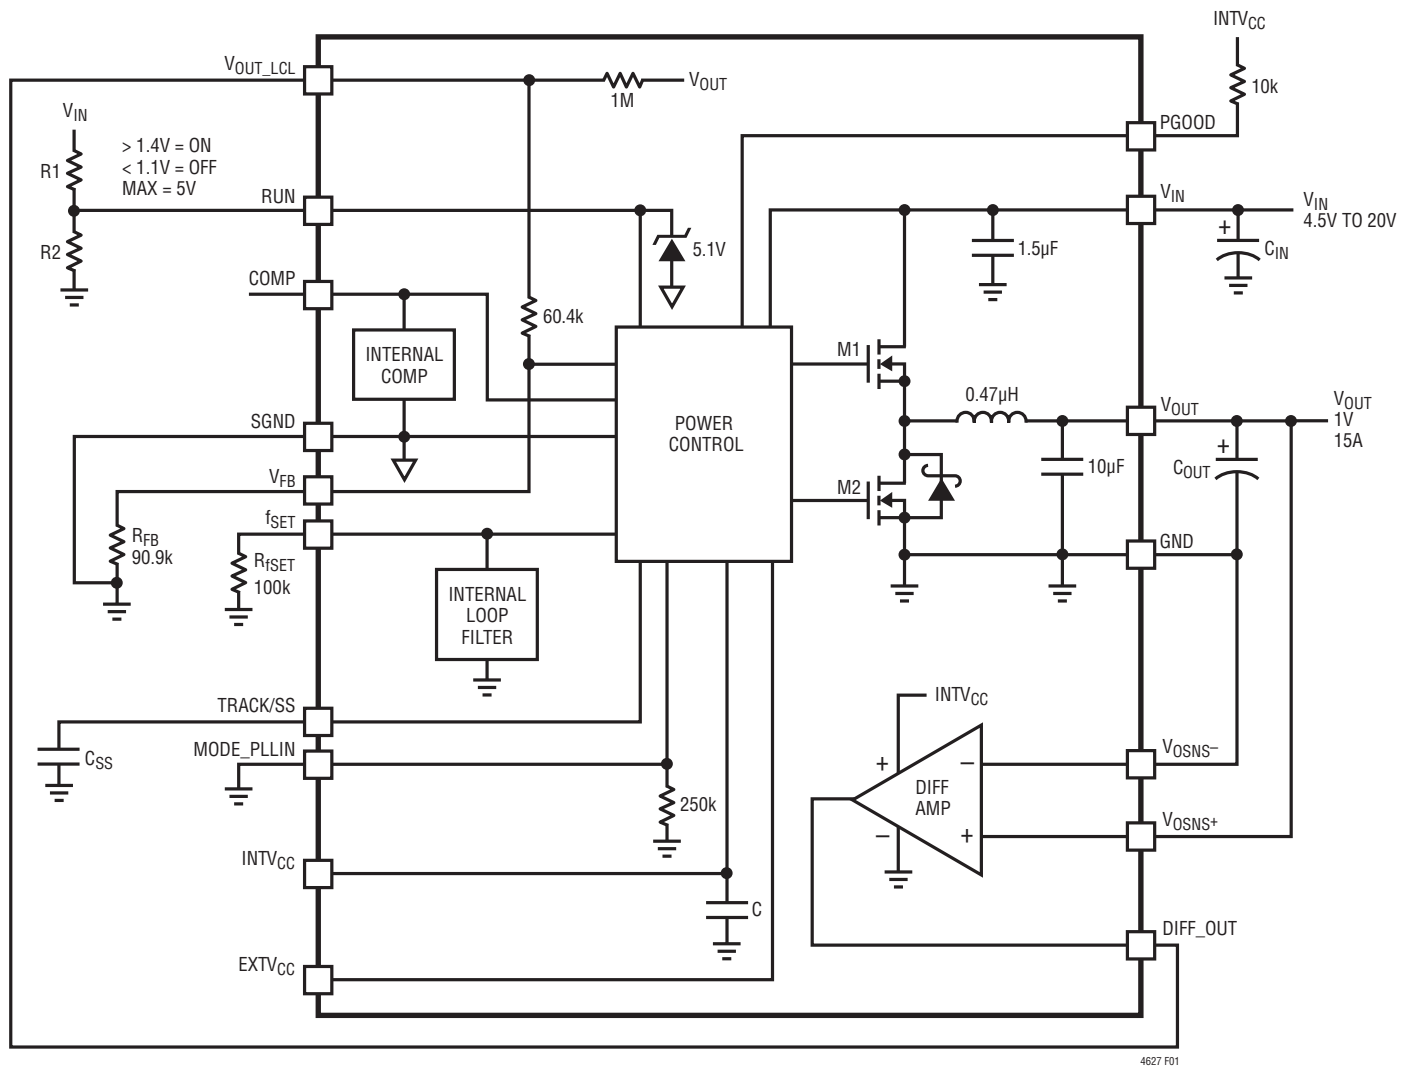 INTVCC
10k
VOUT_LCL
1M
VOUT
PGOOD
VIN
> 1.4V = ON
< 1.1V = OFF
MAX = 5V
R1
R2
RUN
5.1V
VIN
1.5µF
VIN
4.5V TO 20V
+
CIN
COMP
INTERNAL
COMP
60.4k
POWER
CONTROL
M1
0.47µH
VOUT
VOUT
1V
15A
+
COUT
10µF
M2
GND
SGND
VFB
fSET
RFB
90.9k
RfSET
100k
INTERNAL
LOOP
FILTER
TRACK/SS
CSS
MODE_PLLIN
250k
INTVCC
C
EXTVCC
INTVCC
+
–
DIFF
AMP
–
+
VOSNS–
VOSNS+
DIFF_OUT
4627 F01